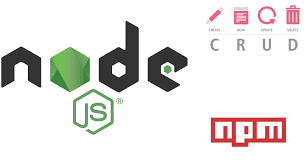 CREATE READ UPDATE DELETE
C R U D
node
JS®
npm